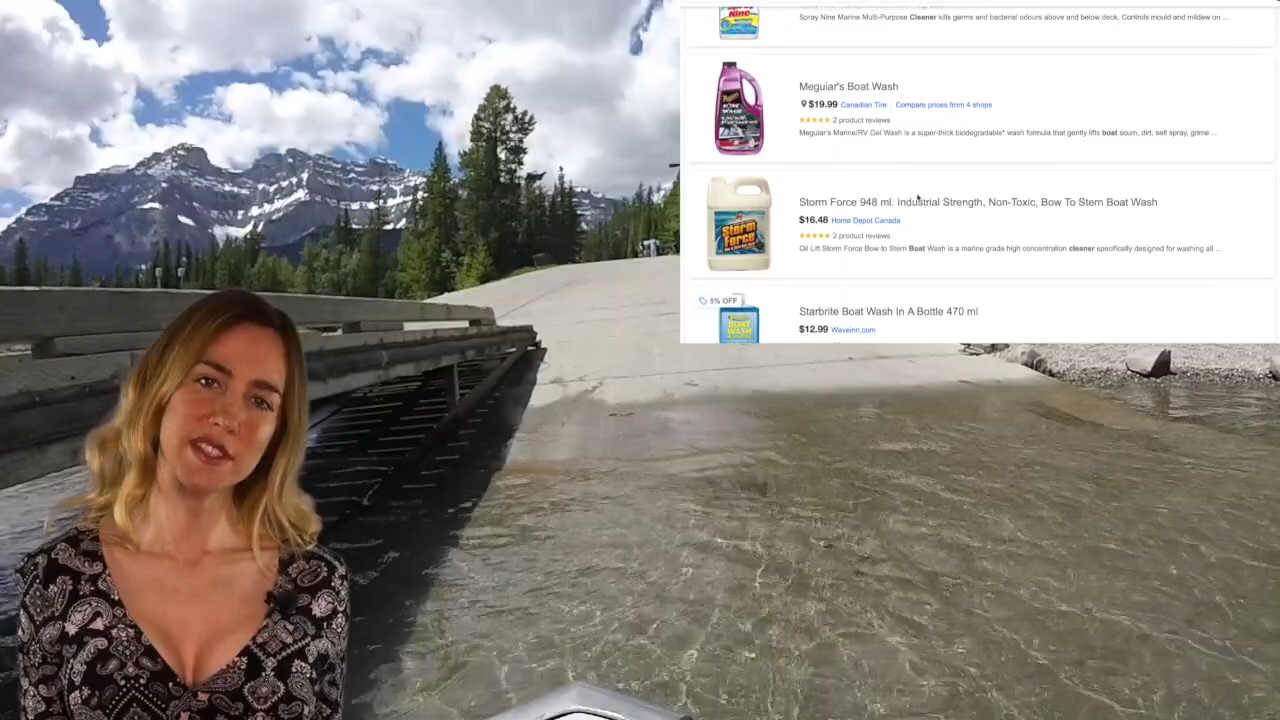 Spray Nine Marine Multi-Purpose Cleaner kills germs and bacterial odours above and below deck, Controls mould and mildew on ...
Meguiar's Boat Wash
$19.99 Canadian Tire Compare prices from 4 shops
2 product reviews
Meguiar's Marine/RV Gel Wash is a super-thick biodegradable* wash formula that gently lifts boat scum, dirt, salt spray, grime ...
Storm Force 948 ml. Industrial Strength, Non-Toxic, Bow To Stern Boat Wash
$16.48 Home Depot Canada
2 product reviews
Oil Lift Storm Force Bow to Stern Boat Wash is a marine grade high concentration cleaner specifically designed for washing all ...
Storm
Force
5% OFF
Starbrite Boat Wash In A Bottle 470 ml
$12.99 Waveinn.com
BOAT
WASH